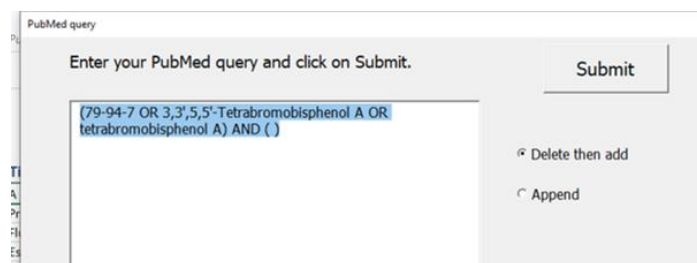 PubMed query
Enter your PubMed query and click on Submit.
Submit
(79-94-7 OR 3,3',5,5'-Tetrabromobisphenol A OR
tetrabromobisphenol A) AND ( )
Delete then add
Append